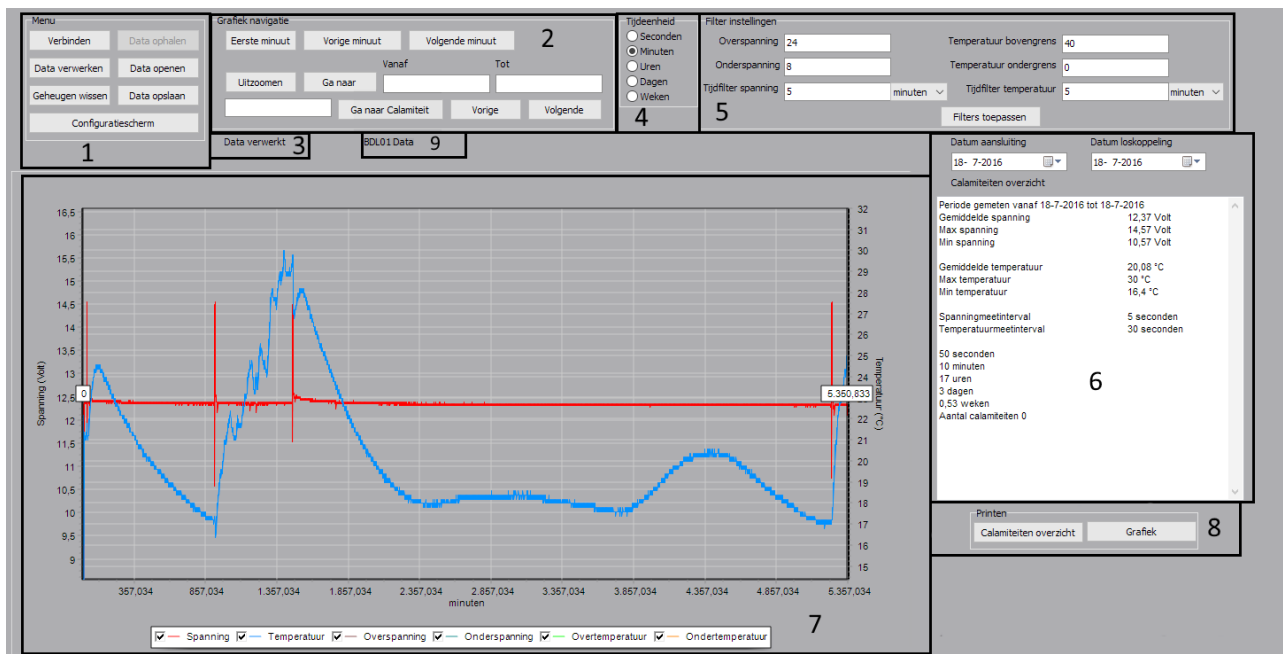 Menu
Verbinden
Data ophalen
Data verwerken
Data openen
Geheugen wissen
Data opslaan
Configuratiescherm
1
Grafiek navigatie
Eerste minuut
Vorige minuut
Volgende minuut
2
Vanaf
Tot
Uitzoomen
Ga naar
Ga naar Calamiteit
Vorige
Volgende
Tijdeenheid
Seconden
Minuten
Uren
Dagen
Weken
4
Filter instellingen
Overspanning 24
Temperatuur bovengrens 40
Onderspanning 8
Temperatuur ondergrens 0
Tijdfilter spanning 5 minuten
Tijdfilter temperatuur 5 minuten
5
Filters toepassen
Data verwerkt 3
BDL01 Data 9
Datum aansluiting
Datum loskoppeling
18- 7-2016
18- 7-2016
Calamiteiten overzicht
Periode gemeten vanaf 18-7-2016 tot 18-7-2016
Gemiddelde spanning 12,37 Volt
Max spanning 14,57 Volt
Min spanning 10,57 Volt
Gemiddelde temperatuur 20,08 °C
Max temperatuur 30 °C
Min temperatuur 16,4 °C
Spanningmeetinterval 5 seconden
Temperatuurmeetinterval 30 seconden
50 seconden
10 minuten
17 uren
3 dagen
0,53 weken
Aantal calamiteiten 0
6
Printen
Calamiteiten overzicht
Grafiek
8
Spanning (Volt)
16,5
16
15,5
15
14,5
14
13,5
13
12,5
12
11,5
11
10,5
10
9,5
9
0
5.350,833
32
31
30
29
28
27
26
25
24
23
22
21
20
19
18
17
16
15
Temperatuur (°C)
357,034
857,034
1.357,034
1.857,034
2.357,034
2.857,034
3.357,034
3.857,034
4.357,034
4.857,034
5.357,034
minuten
Spanning
Temperatuur
Overspanning
Onderspanning
Overtemperatuur
Ondertemperatuur
7